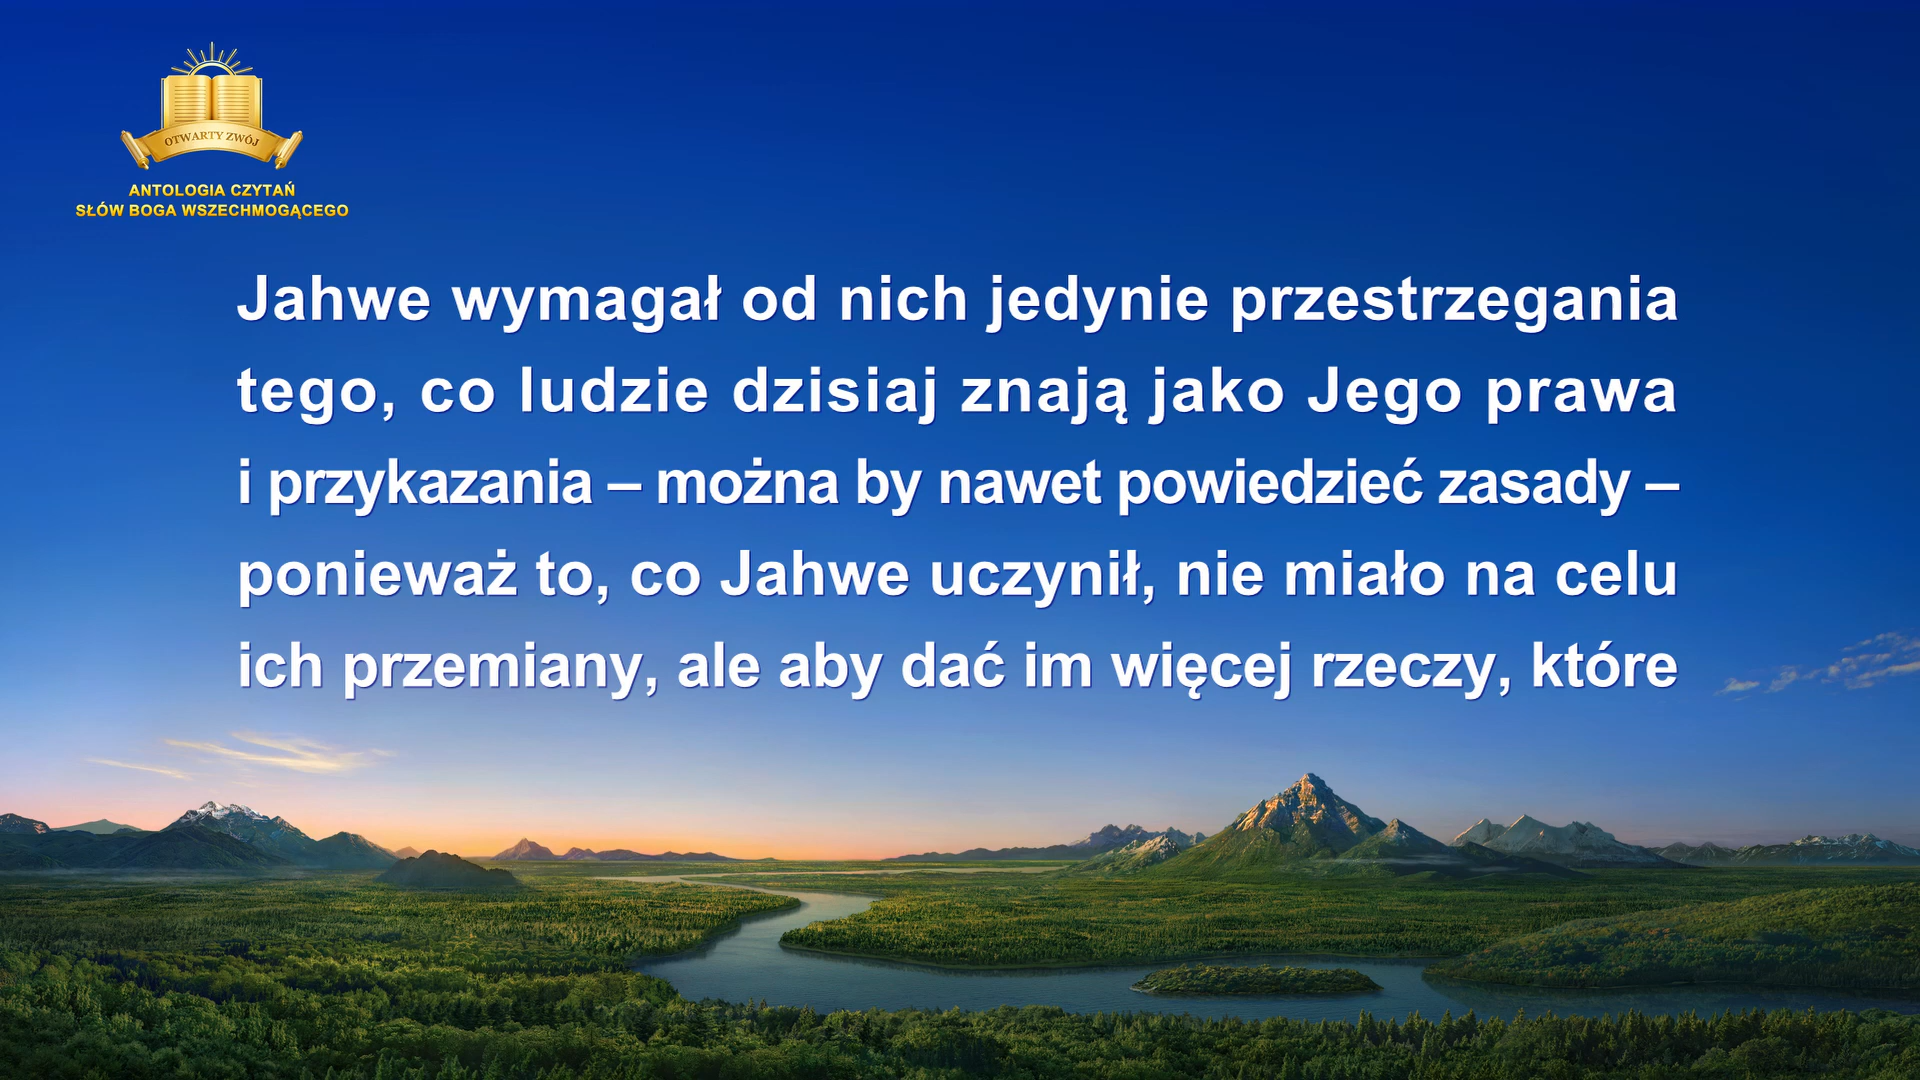 OTWARTY ZWÓJ
ANTOLOGIA CZYTAŃ
SŁÓW BOGA WSZECHMOGĄCEGO
Jahwe wymagał od nich jedynie przestrzegania
tego, co ludzie dzisiaj znają jako Jego prawa
i przykazania – można by nawet powiedzieć zasady –
ponieważ to, co Jahwe uczynił, nie miało na celu
ich przemiany, ale aby dać im więcej rzeczy, które